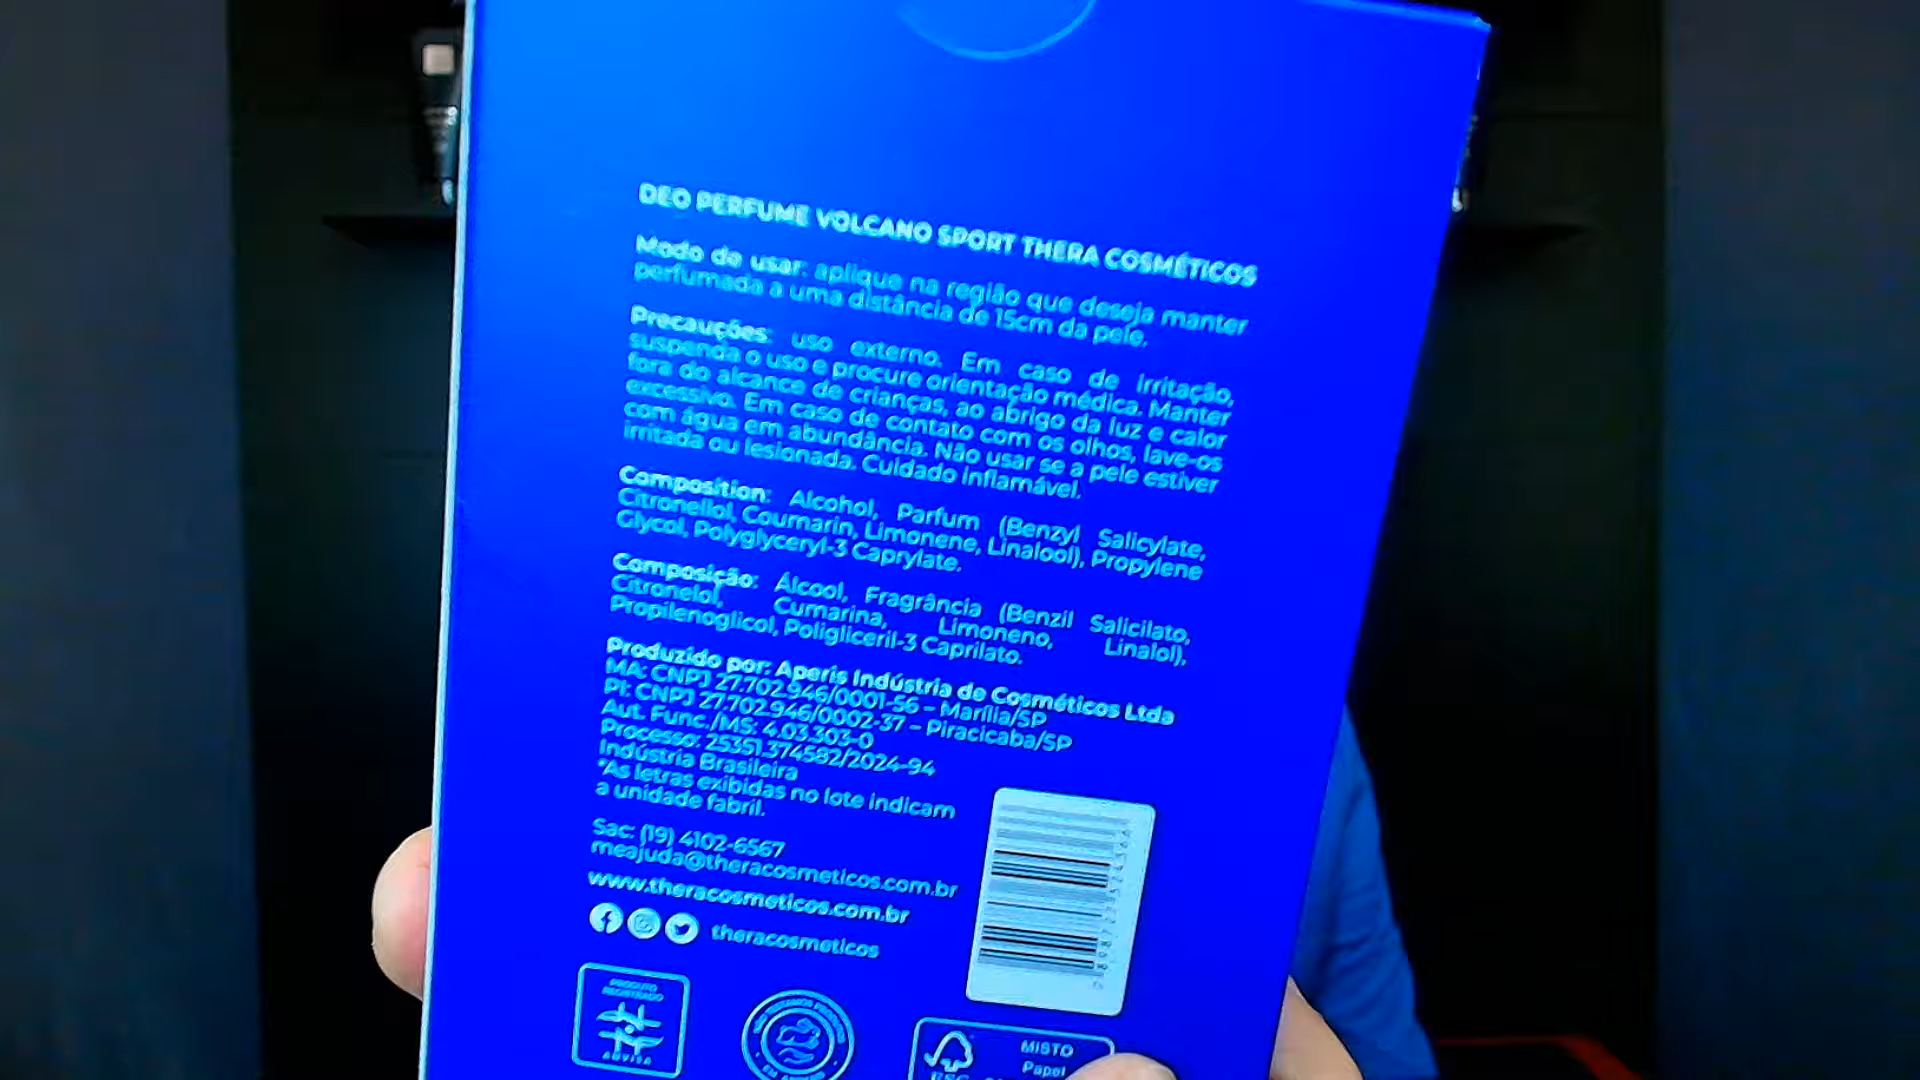 DEO PERFUME VOLCANO SPORT THERA COSMÉTICOS
Modo de usar: aplique na região que deseja manter
perfumada a uma distância de 15cm da pele.
Precauções: uso externo. Em caso de irritação,
suspenda o uso e procure orientação médica. Manter
fora do alcance de crianças, ao abrigo da luz e calor
excessivo. Em caso de contato com os olhos, lave-os
com água em abundância. Não usar se a pele estiver
irritada ou lesionada. Cuidado inflamável.
Composition: Alcohol, Parfum (Benzyl Salicylate,
Citronellol, Coumarin, Limonene, Linalool), Propylene
Glycol, Polyglyceryl-3 Caprylate.
Composição: Álcool, Fragrância (Benzil Salicilato,
Citronelol, Cumarina, Limoneno, Linalol),
Propilenoglicol, Poligliceril-3 Caprilato.
Produzido por: Aperis Indústria de Cosméticos Ltda
MA: CNPJ 27.702.946/0001-56 – Marília/SP
PI: CNPJ 27.702.946/0002-37 – Piracicaba/SP
Aut. Func./MS: 4.03.303-0
Processo: 25351.374582/2024-94
Indústria Brasileira
*As letras exibidas no lote indicam
a unidade fabril.
Sac: (19) 4102-6567
meajuda@theracosmeticos.com.br
www.theracosmeticos.com.br
theracosmeticos
PRODUTO
REGISTRADO
ANVISA
MISTO
Papel